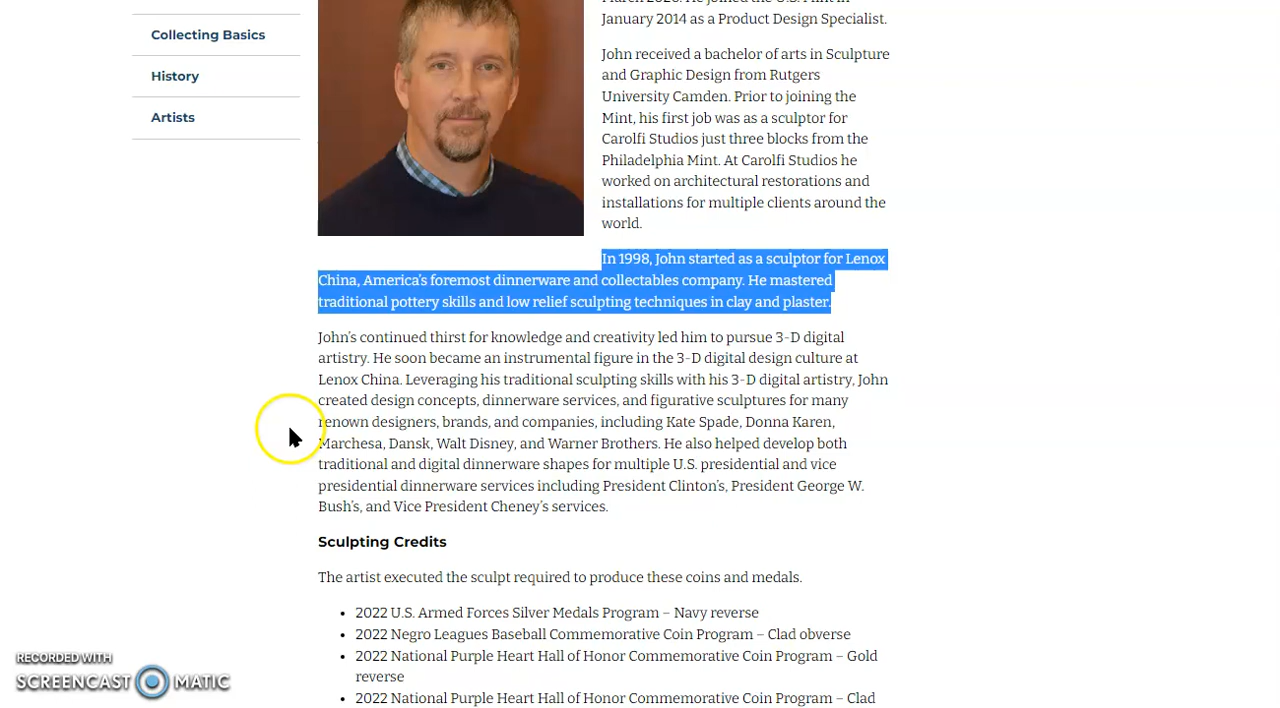 Collecting Basics
History
Artists
January 2014 as a Product Design Specialist.
John received a bachelor of arts in Sculpture
and Graphic Design from Rutgers
University Camden. Prior to joining the
Mint, his first job was as a sculptor for
Carolfi Studios just three blocks from the
Philadelphia Mint. At Carolfi Studios he
worked on architectural restorations and
installations for multiple clients around the
world.
In 1998, John started as a sculptor for Lenox
China, America's foremost dinnerware and collectables company. He mastered
traditional pottery skills and low relief sculpting techniques in clay and plaster.
John's continued thirst for knowledge and creativity led him to pursue 3-D digital
artistry. He soon became an instrumental figure in the 3-D digital design culture at
Lenox China. Leveraging his traditional sculpting skills with his 3-D digital artistry, John
created design concepts, dinnerware services, and figurative sculptures for many
renown designers, brands, and companies, including Kate Spade, Donna Karen,
Marchesa, Dansk, Walt Disney, and Warner Brothers. He also helped develop both
traditional and digital dinnerware shapes for multiple U.S. presidential and vice
presidential dinnerware services including President Clinton's, President George W.
Bush's, and Vice President Cheney's services.
Sculpting Credits
The artist executed the sculpt required to produce these coins and medals.
• 2022 U.S. Armed Forces Silver Medals Program – Navy reverse
• 2022 Negro Leagues Baseball Commemorative Coin Program – Clad obverse
• 2022 National Purple Heart Hall of Honor Commemorative Coin Program – Gold
reverse
• 2022 National Purple Heart Hall of Honor Commemorative Coin Program – Clad
RECORDED WITH
SCREENCAST MATIC